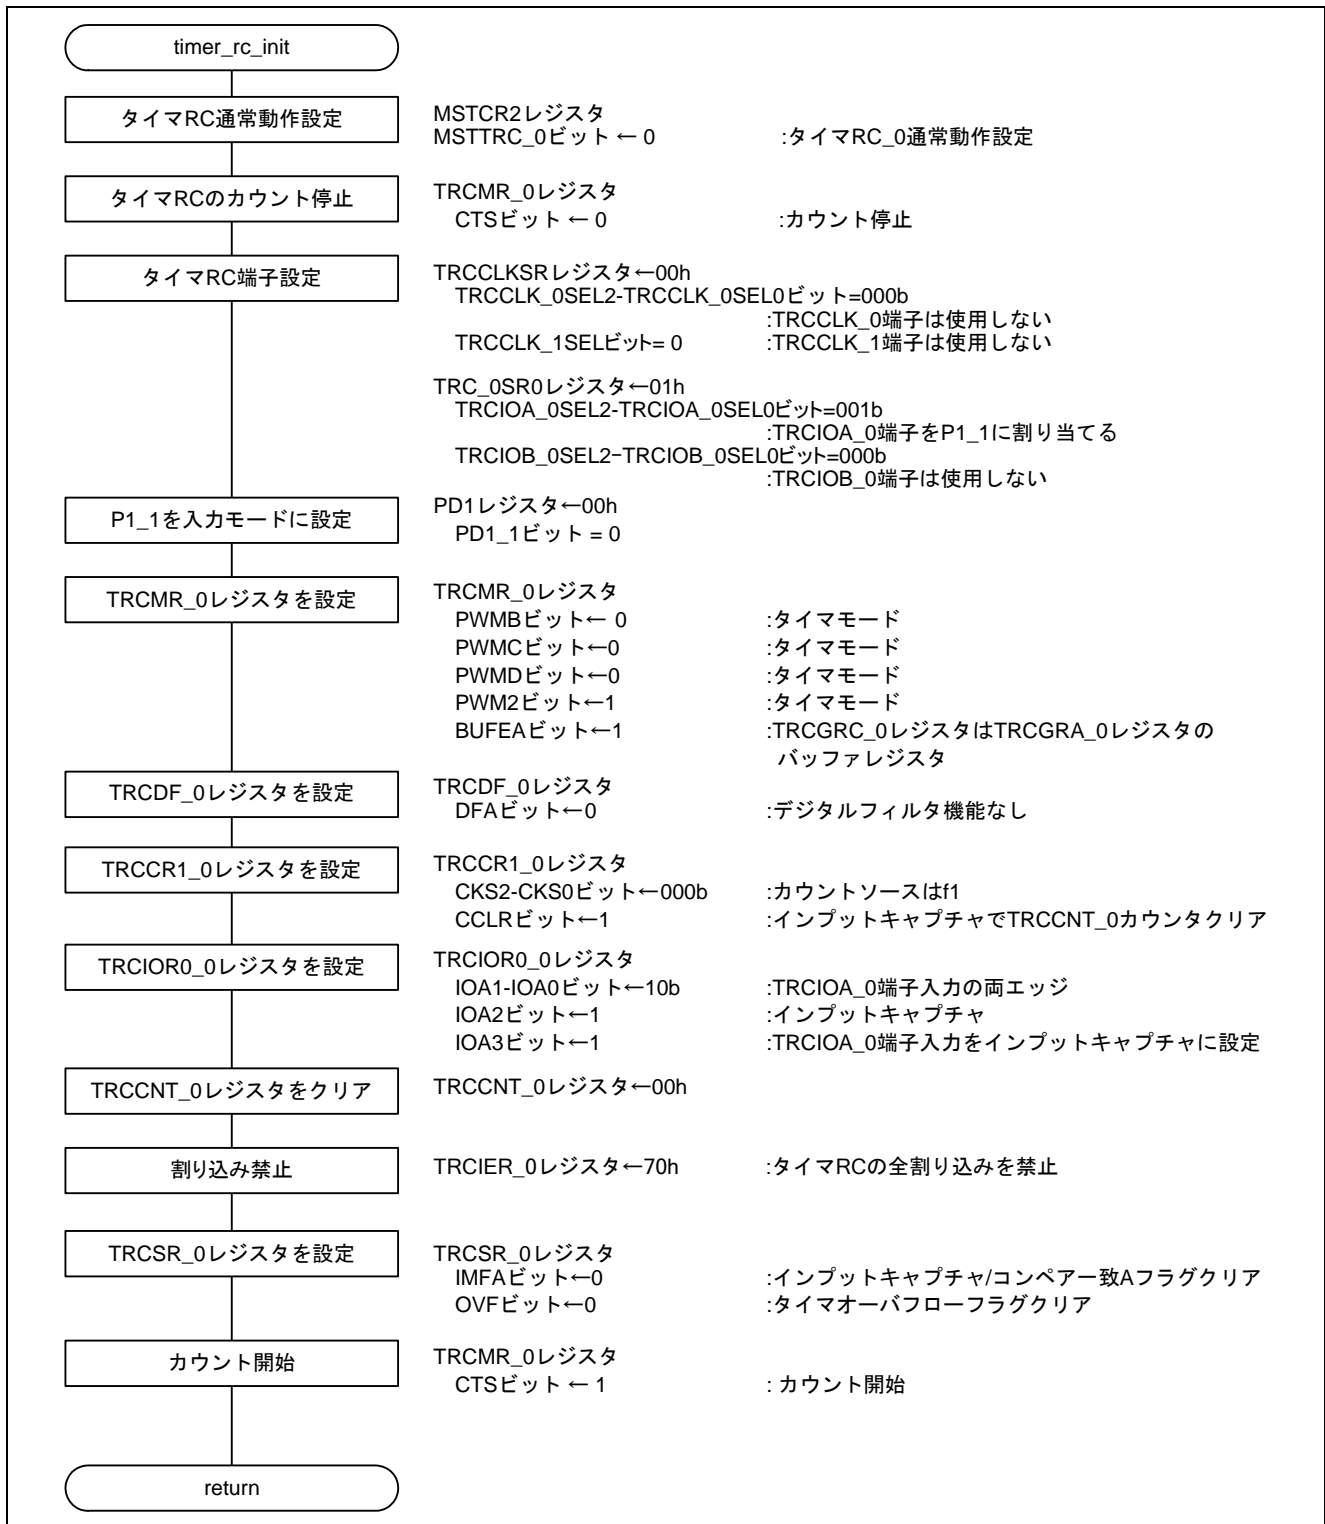 timer_rc_init
タイマRC通常動作設定
MSTCR2レジスタ
MSTTRC_0ビット ← 0 :タイマRC_0通常動作設定
タイマRCのカウント停止
TRCMR_0レジスタ
CTSビット ← 0 :カウント停止
タイマRC端子設定
TRCCLKSRレジスタ←00h
TRCCLK_0SEL2-TRCCLK_0SEL0ビット=000b
:TRCCLK_0端子は使用しない
TRCCLK_1SELビット= 0 :TRCCLK_1端子は使用しない
TRC_0SR0レジスタ←01h
TRCIOA_0SEL2-TRCIOA_0SEL0ビット=001b
:TRCIOA_0端子をP1_1に割り当てる
TRCIOB_0SEL2-TRCIOB_0SEL0ビット=000b
:TRCIOB_0端子は使用しない
P1_1を入力モードに設定
PD1レジスタ←00h
PD1_1ビット = 0
TRCMR_0レジスタを設定
TRCMR_0レジスタ
PWMBビット← 0 :タイマモード
PWMCビット←0 :タイマモード
PWMDビット←0 :タイマモード
PWM2ビット←1 :タイマモード
BUFEAビット←1 :TRCGRC_0レジスタはTRCGRA_0レジスタの
バッファレジスタ
TRCDF_0レジスタを設定
TRCDF_0レジスタ
DFAビット←0 :デジタルフィルタ機能なし
TRCCR1_0レジスタを設定
TRCCR1_0レジスタ
CKS2-CKS0ビット←000b :カウントソースはf1
CCLRビット←1 :インプットキャプチャでTRCCNT_0カウンタクリア
TRCIOR0_0レジスタを設定
TRCIOR0_0レジスタ
IOA1-IOA0ビット←10b :TRCIOA_0端子入力の両エッジ
IOA2ビット←1 :インプットキャプチャ
IOA3ビット←1 :TRCIOA_0端子入力をインプットキャプチャに設定
TRCCNT_0レジスタをクリア
TRCCNT_0レジスタ←00h
割り込み禁止
TRCIER_0レジスタ←70h :タイマRCの全割り込みを禁止
TRCSR_0レジスタを設定
TRCSR_0レジスタ
IMFAビット←0 :インプットキャプチャ/コンペア一致Aフラグクリア
OVFビット←0 :タイマオーバフローフラグクリア
カウント開始
TRCMR_0レジスタ
CTSビット ← 1 : カウント開始
return